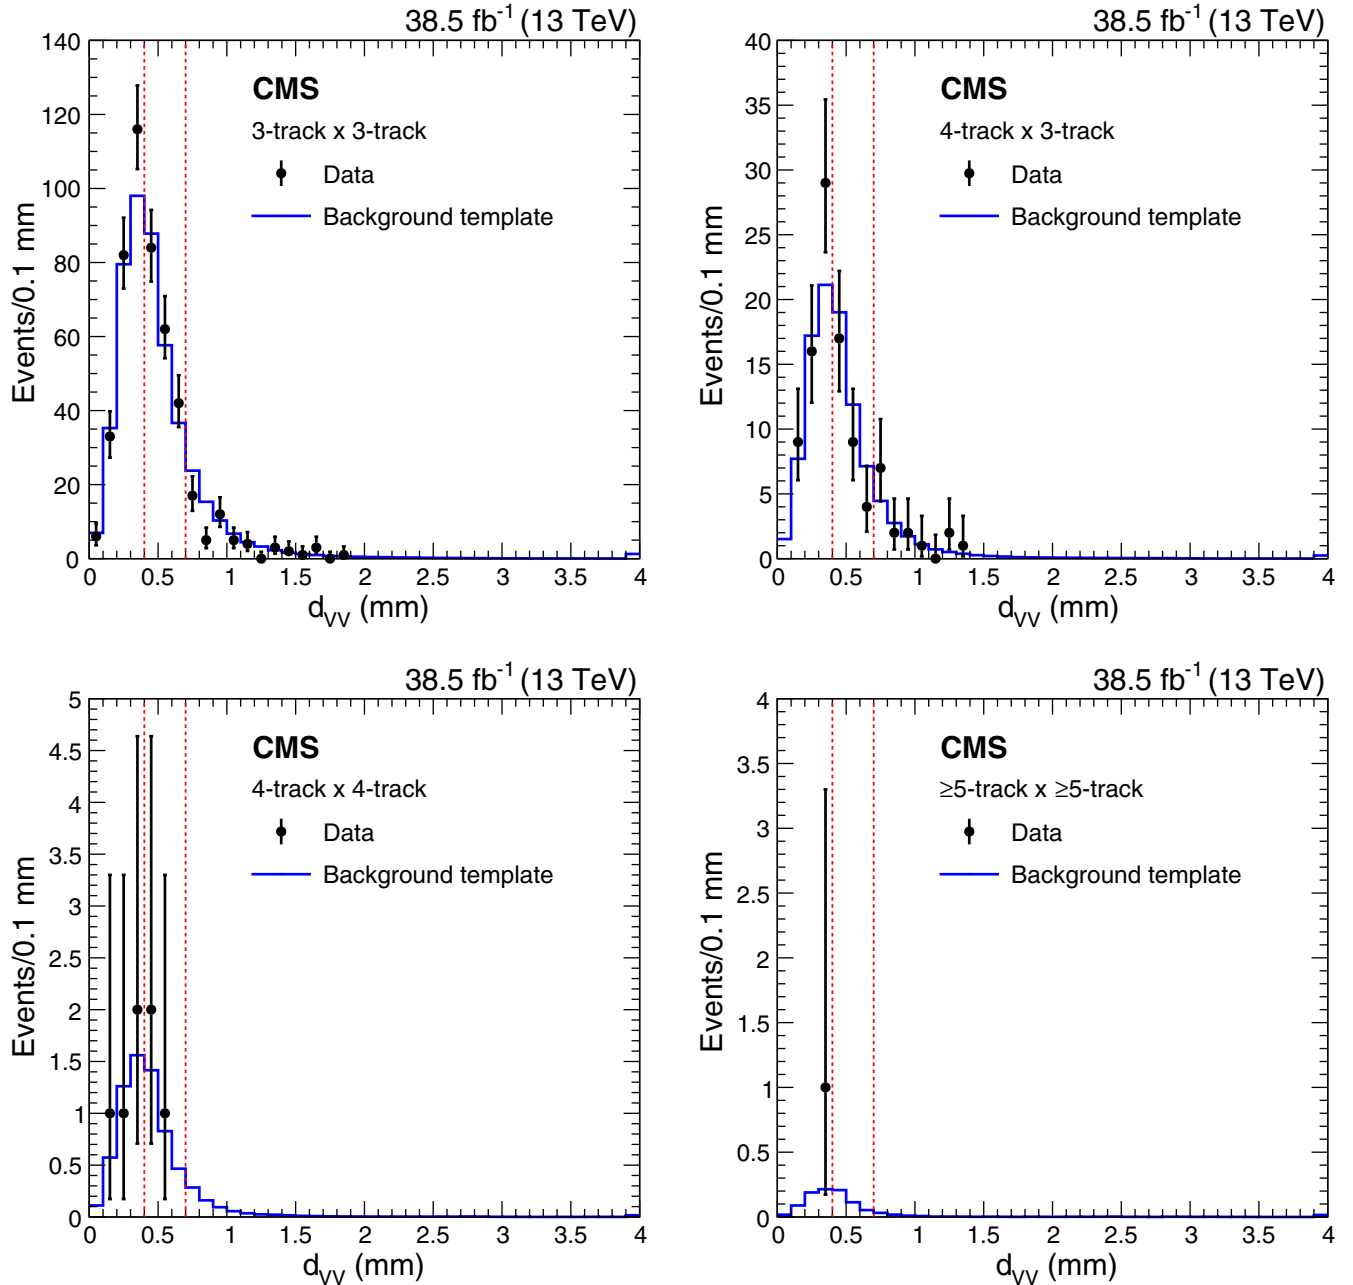 38.5 fb⁻¹ (13 TeV)
140
120
100
80
60
40
20
0
Events/0.1 mm
CMS
3-track x 3-track
Data
Background template
0 0.5 1 1.5 2 2.5 3 3.5 4
d_VV (mm)
38.5 fb⁻¹ (13 TeV)
40
35
30
25
20
15
10
5
0
Events/0.1 mm
CMS
4-track x 3-track
Data
Background template
0 0.5 1 1.5 2 2.5 3 3.5 4
d_VV (mm)
38.5 fb⁻¹ (13 TeV)
5
4.5
4
3.5
3
2.5
2
1.5
1
0.5
0
Events/0.1 mm
CMS
4-track x 4-track
Data
Background template
0 0.5 1 1.5 2 2.5 3 3.5 4
d_VV (mm)
38.5 fb⁻¹ (13 TeV)
4
3.5
3
2.5
2
1.5
1
0.5
0
Events/0.1 mm
CMS
≥5-track x ≥5-track
Data
Background template
0 0.5 1 1.5 2 2.5 3 3.5 4
d_VV (mm)